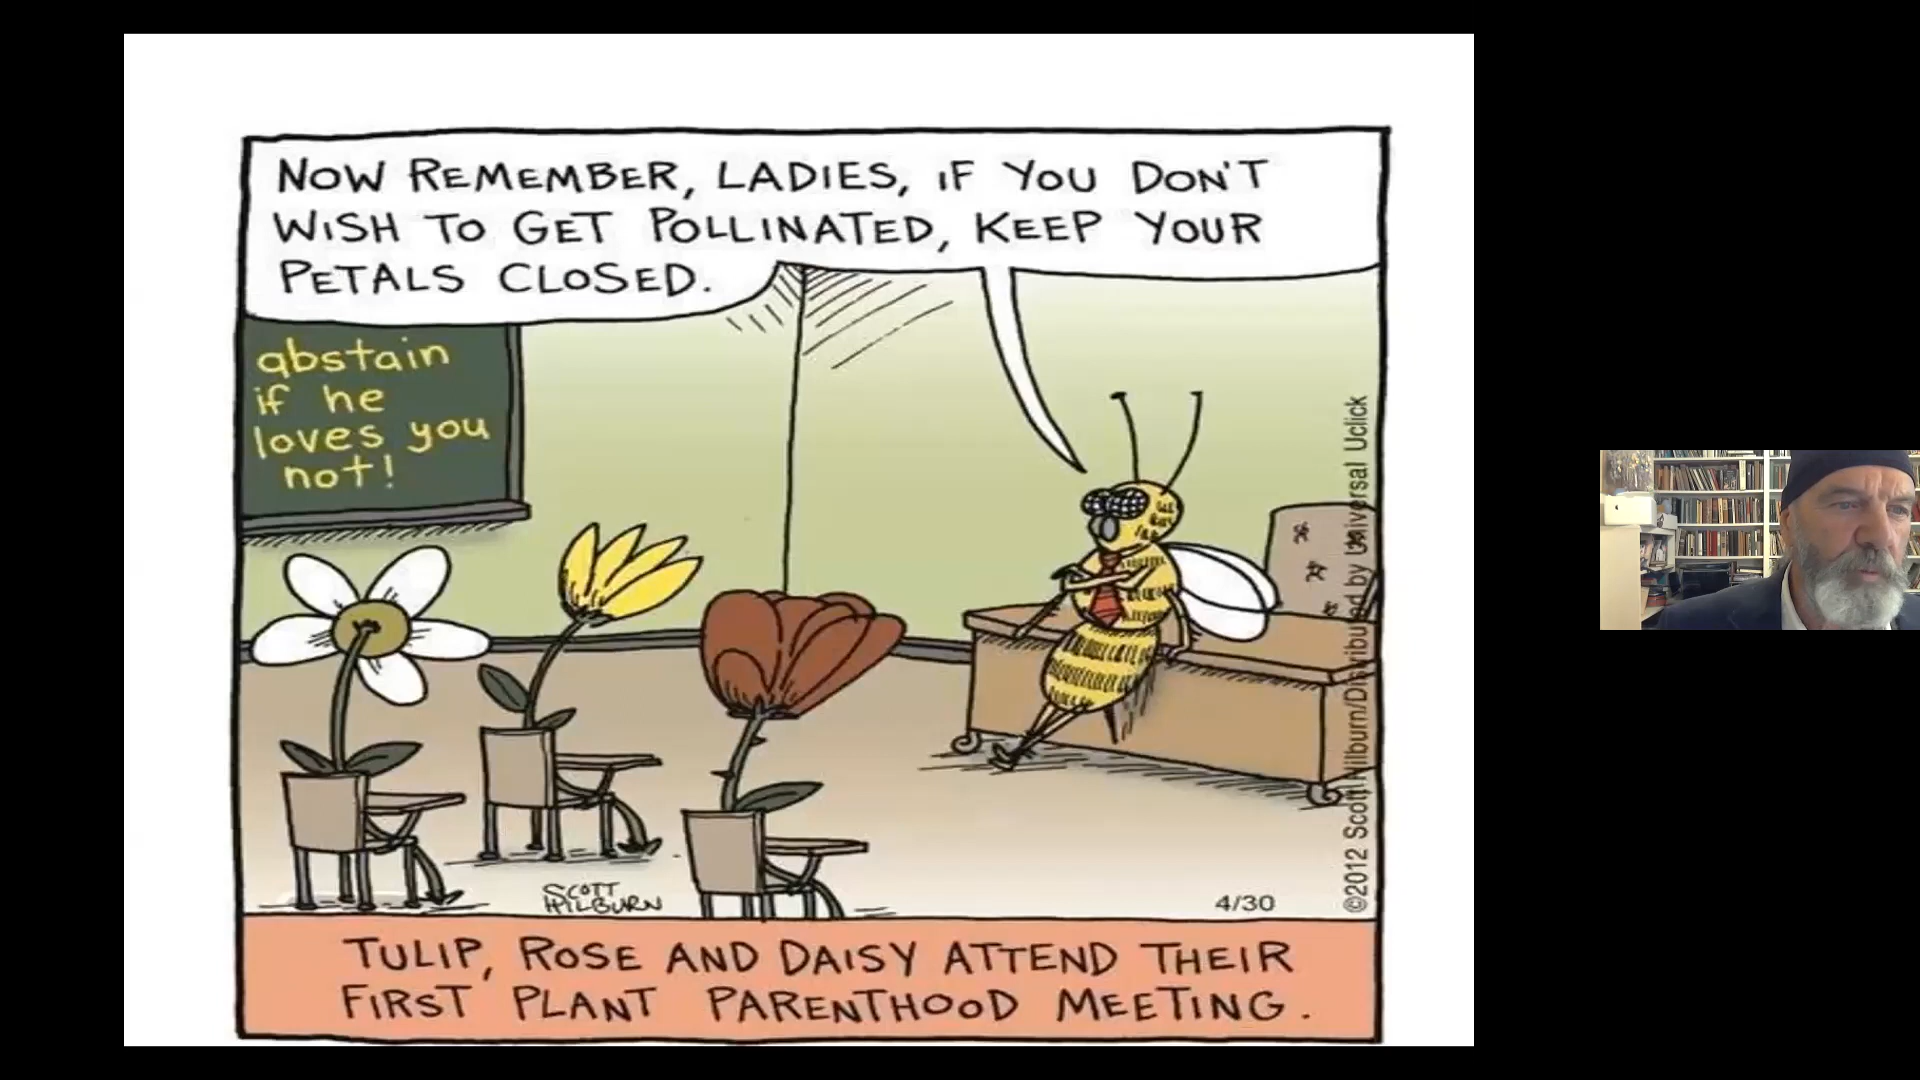 NOW REMEMBER, LADIES, IF YOU DON'T
WISH TO GET POLLINATED, KEEP YOUR
PETALS CLOSED.
abstain
if he
loves you
not!
©2012 Scott Hilburn/Distributed by Universal Uclick
SCOTT
HILBURN
4/30
TULIP, ROSE AND DAISY ATTEND THEIR
FIRST PLANT PARENTHOOD MEETING.